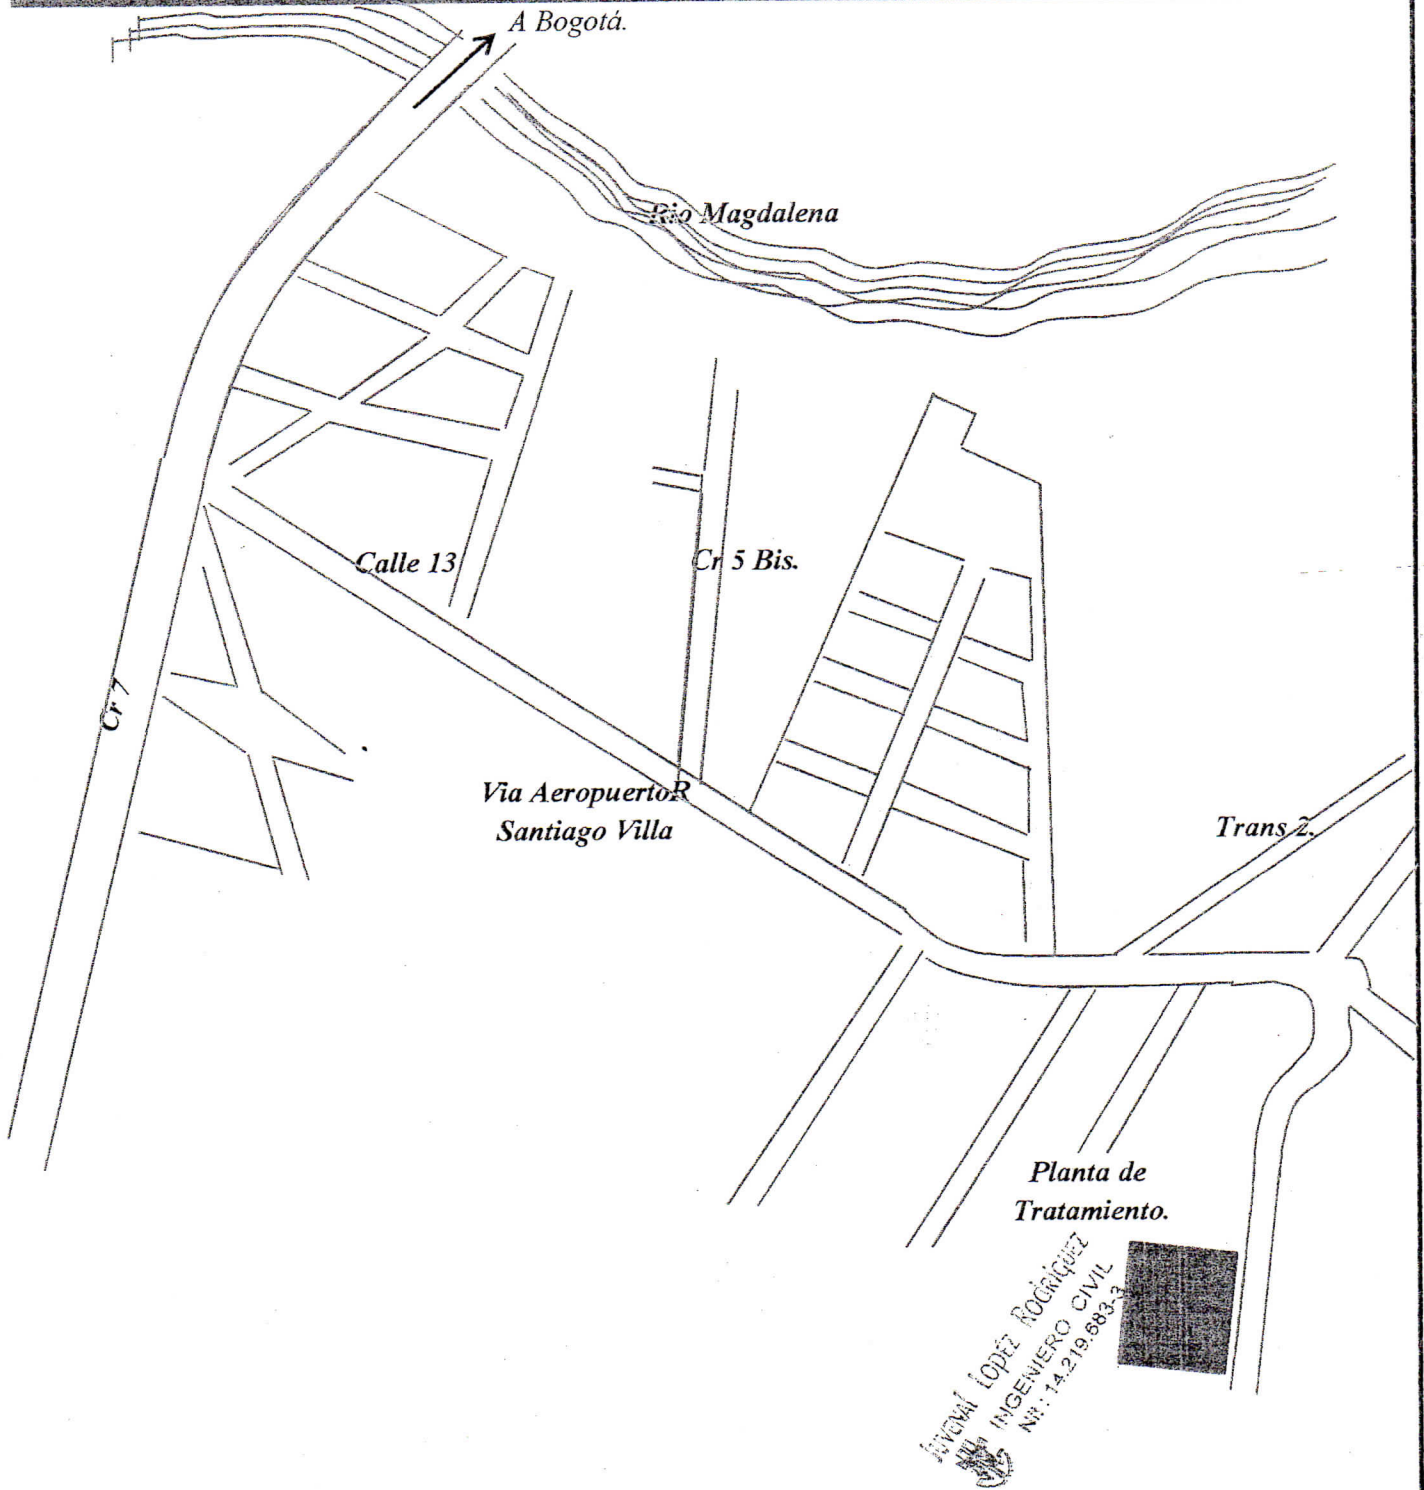 A Bogotá.
Rio Magdalena
Calle 13
Cr 5 Bis.
Cr 7
Via AeropuertoR
Santiago Villa
Trans 2.
Planta de
Tratamiento.
JUVENAL LOPEZ RODRIGUEZ
INGENIERO CIVIL
Nit.: 14.219.683-3